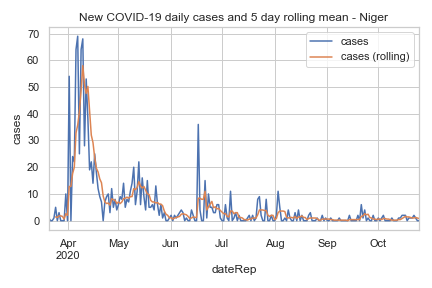 New COVID-19 daily cases and 5 day rolling mean - Niger
cases
cases (rolling)
70
60
50
40
30
20
10
0
cases
Apr May Jun Jul Aug Sep Oct
2020
dateRep